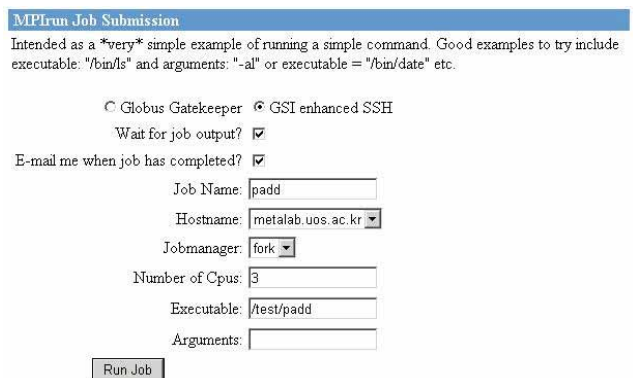 MPIrun Job Submission
Intended as a *very* simple example of running a simple command. Good examples to try include
executable: "/bin/ls" and arguments: "-al" or executable = "/bin/date" etc.
Globus Gatekeeper GSI enhanced SSH
Wait for job output?
E-mail me when job has completed?
Job Name: padd
Hostname: metalab.uos.ac.kr
Jobmanager: fork
Number of Cpus: 3
Executable: /test/padd
Arguments:
Run Job